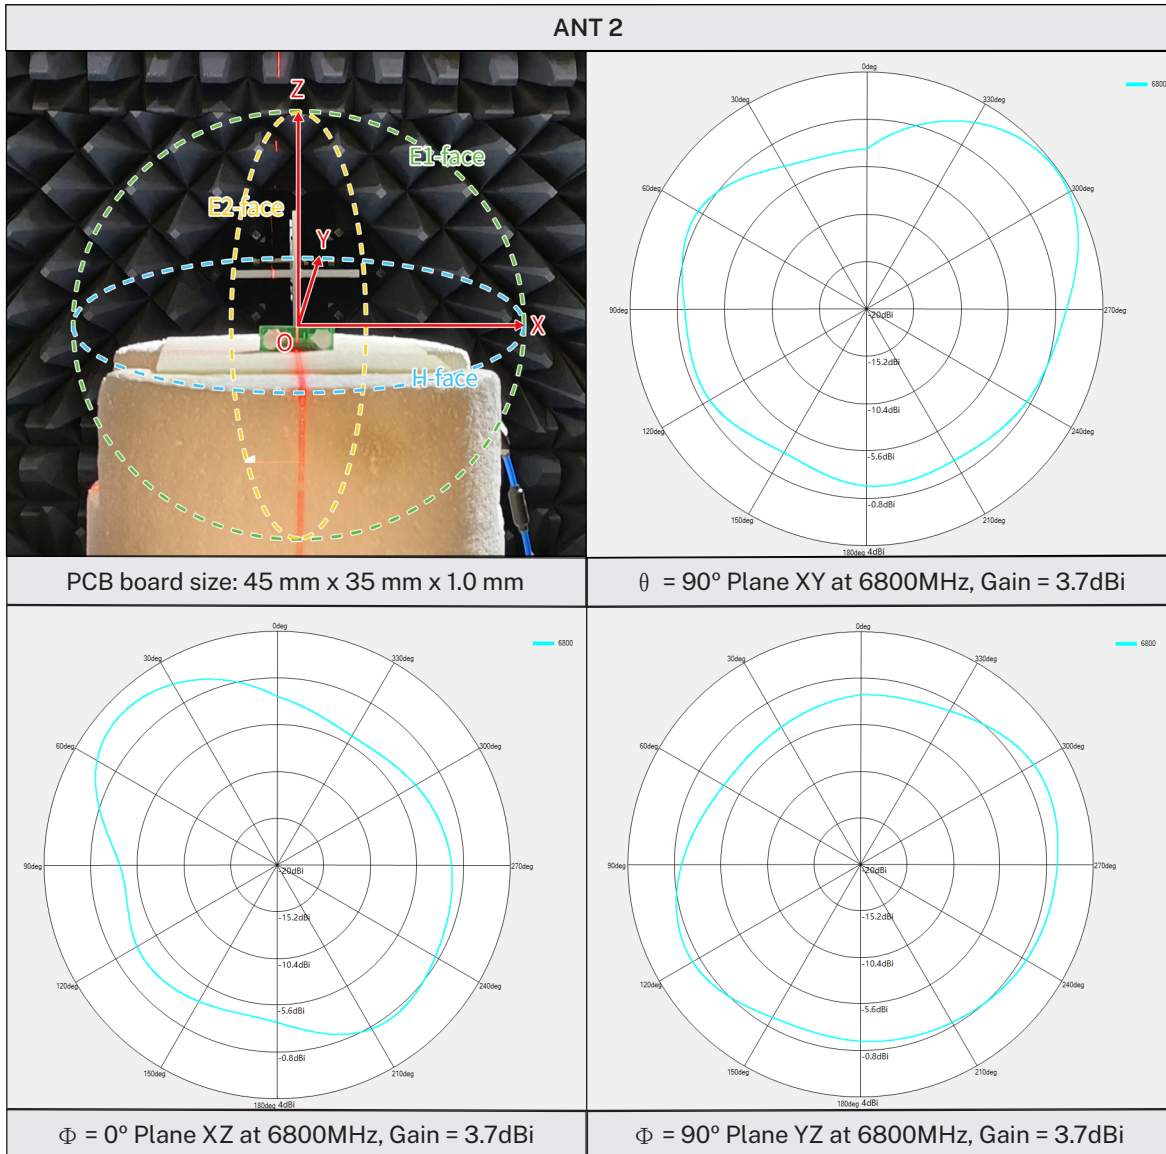 ANT 2
Z
E1-face
E2-face
Y
X
O
H-face
0deg
6800
30deg
330deg
60deg
300deg
90deg
-20dBi
270deg
-15.2dBi
-10.4dBi
120deg
240deg
-5.6dBi
-0.8dBi
150deg
210deg
180deg 4dBi
PCB board size: 45 mm x 35 mm x 1.0 mm
θ = 90° Plane XY at 6800MHz, Gain = 3.7dBi
0deg
6800
30deg
330deg
60deg
300deg
90deg
-20dBi
270deg
-15.2dBi
-10.4dBi
120deg
240deg
-5.6dBi
-0.8dBi
150deg
210deg
180deg 4dBi
0deg
6800
30deg
330deg
60deg
300deg
90deg
-20dBi
270deg
-15.2dBi
-10.4dBi
120deg
240deg
-5.6dBi
-0.8dBi
150deg
210deg
180deg 4dBi
Φ = 0° Plane XZ at 6800MHz, Gain = 3.7dBi
Φ = 90° Plane YZ at 6800MHz, Gain = 3.7dBi